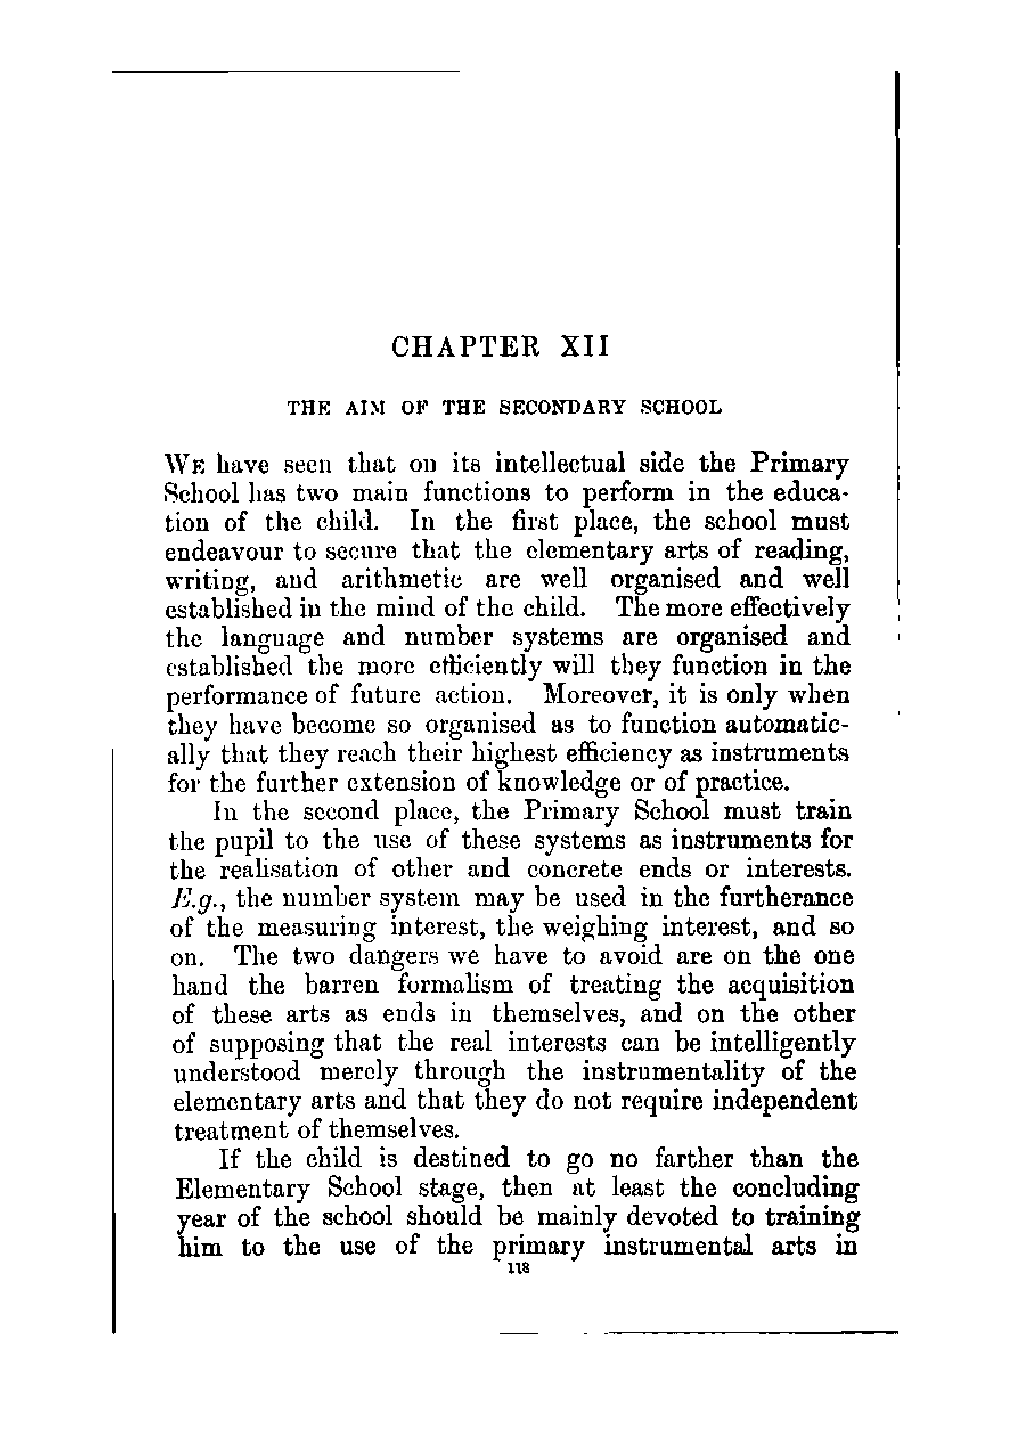 CHAPTER XII
THE AIM OF THE SECONDARY SCHOOL
WE have seen that on its intellectual side the Primary
School has two main functions to perform in the educa-
tion of the child. In the first place, the school must
endeavour to secure that the elementary arts of reading,
writing, and arithmetic are well organised and well
established in the mind of the child. The more effectively
the language and number systems are organised and
established the more efficiently will they function in the
performance of future action. Moreover, it is only when
they have become so organised as to function automatic-
ally that they reach their highest efficiency as instruments
for the further extension of knowledge or of practice.
In the second place, the Primary School must train
the pupil to the use of these systems as instruments for
the realisation of other and concrete ends or interests.
E.g., the number system may be used in the furtherance
of the measuring interest, the weighing interest, and so
on. The two dangers we have to avoid are on the one
hand the barren formalism of treating the acquisition
of these arts as ends in themselves, and on the other
of supposing that the real interests can be intelligently
understood merely through the instrumentality of the
elementary arts and that they do not require independent
treatment of themselves.
If the child is destined to go no farther than the
Elementary School stage, then at least the concluding
year of the school should be mainly devoted to training
him to the use of the primary instrumental arts in
118